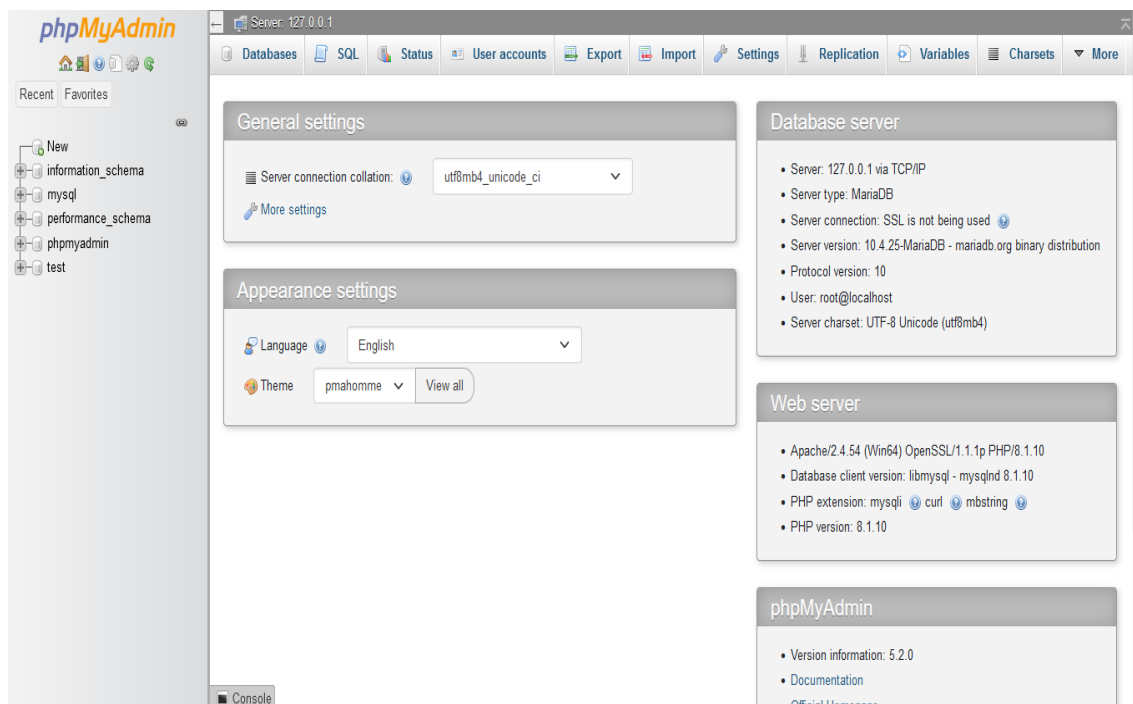 phpMyAdmin
Recent Favorites
New
information_schema
mysql
performance_schema
phpmyadmin
test
Server: 127.0.0.1
Databases SQL Status User accounts Export Import Settings Replication Variables Charsets More
General settings
Server connection collation: utf8mb4_unicode_ci
More settings
Appearance settings
Language English
Theme pmahomme View all
Database server
Server: 127.0.0.1 via TCP/IP
Server type: MariaDB
Server connection: SSL is not being used
Server version: 10.4.25-MariaDB - mariadb.org binary distribution
Protocol version: 10
User: root@localhost
Server charset: UTF-8 Unicode (utf8mb4)
Web server
Apache/2.4.54 (Win64) OpenSSL/1.1.1p PHP/8.1.10
Database client version: libmysql - mysqlnd 8.1.10
PHP extension: mysqli curl mbstring
PHP version: 8.1.10
phpMyAdmin
Version information: 5.2.0
Documentation
Official Homepage
Console